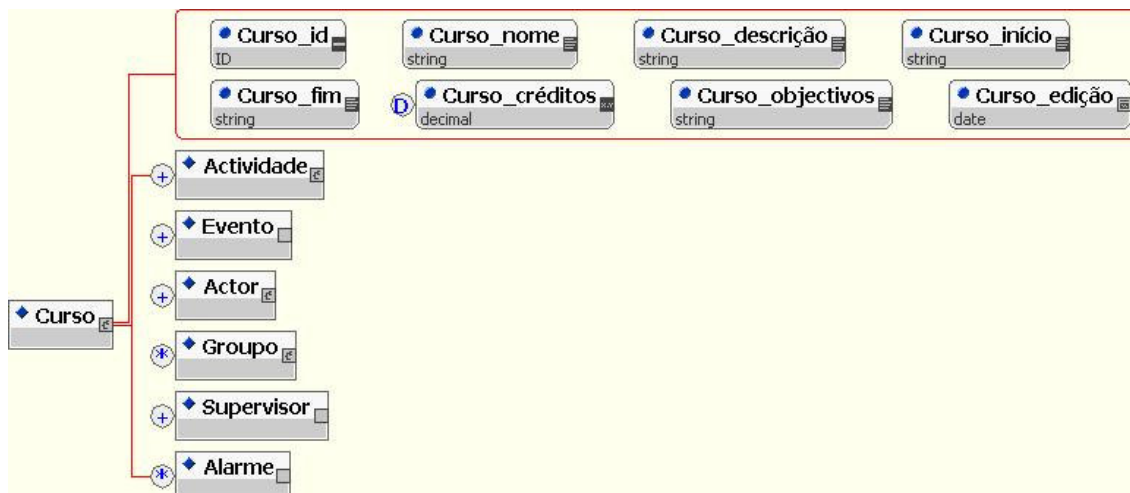 Curso_id Curso_nome Curso_descrição Curso_início
ID string string string
Curso_fim D Curso_créditos Curso_objectivos Curso_edição
string decimal string date
+ Actividade
+ Evento
+ Actor
Curso
* Groupo
+ Supervisor
* Alarme